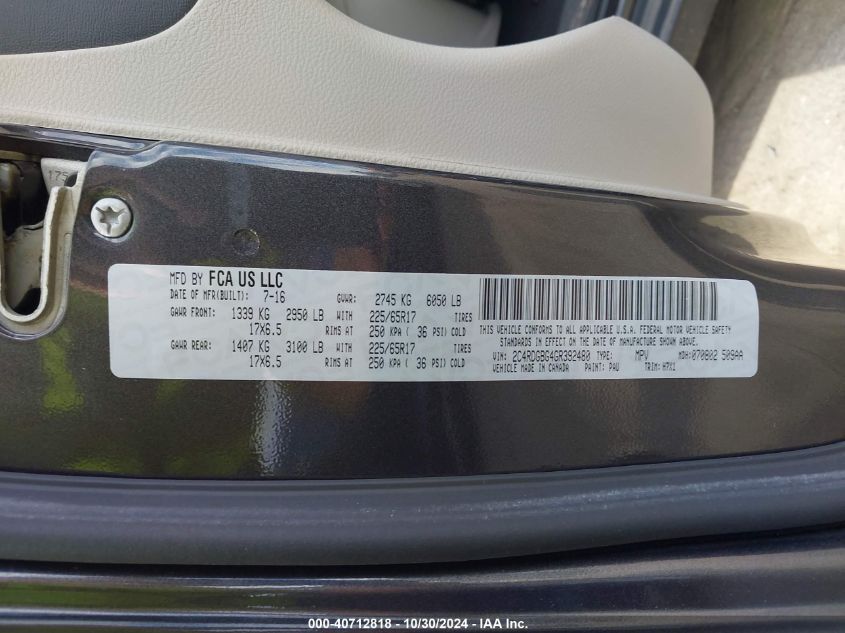 175
MFD BY FCA US LLC
DATE OF MFR(BUILT): 7-16 GVWR: 2745 KG 6050 LB
GAWR FRONT: 1339 KG 2950 LB WITH 225/65R17 TIRES
17X6.5 RIMS AT 250 KPA ( 36 PSI) COLD
GAWR REAR: 1407 KG 3100 LB WITH 225/65R17 TIRES
17X6.5 RIMS AT 250 KPA ( 36 PSI) COLD
THIS VEHICLE CONFORMS TO ALL APPLICABLE U.S.A. FEDERAL MOTOR VEHICLE SAFETY
STANDARDS IN EFFECT ON THE DATE OF MANUFACTURE SHOWN ABOVE.
VIN: 2C4RDGBG4GR392480 TYPE: MPV MDH:070802 509AA
VEHICLE MADE IN CANADA PAINT: PAU TRIM: H7X1
000-40712818 - 10/30/2024 - IAA Inc.